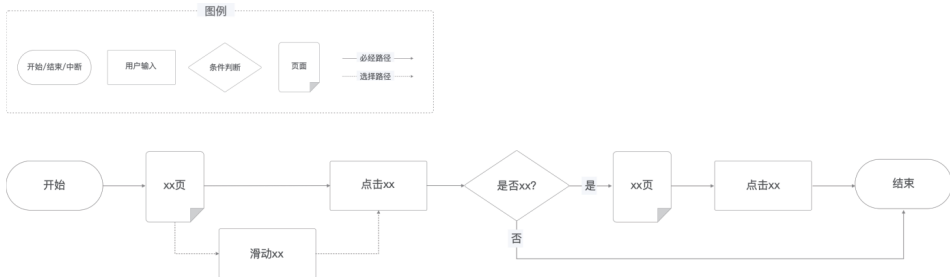 图例
开始/结束/中断
用户输入
条件判断
页面
必经路径
选择路径
开始
xx页
点击xx
是否xx?
是
xx页
点击xx
结束
否
滑动xx